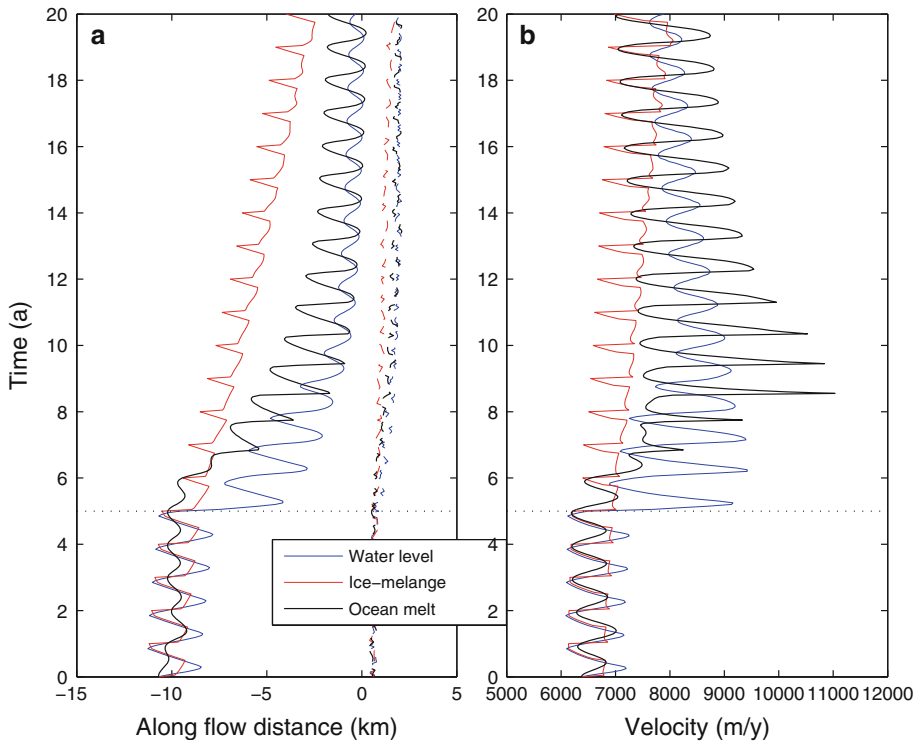 a
b
20
18
16
14
12
10
8
6
4
2
0
Time (a)
Water level
Ice−melange
Ocean melt
−15 −10 −5 0 5
5000 6000 7000 8000 9000 10000 11000 12000
Along flow distance (km)
Velocity (m/y)